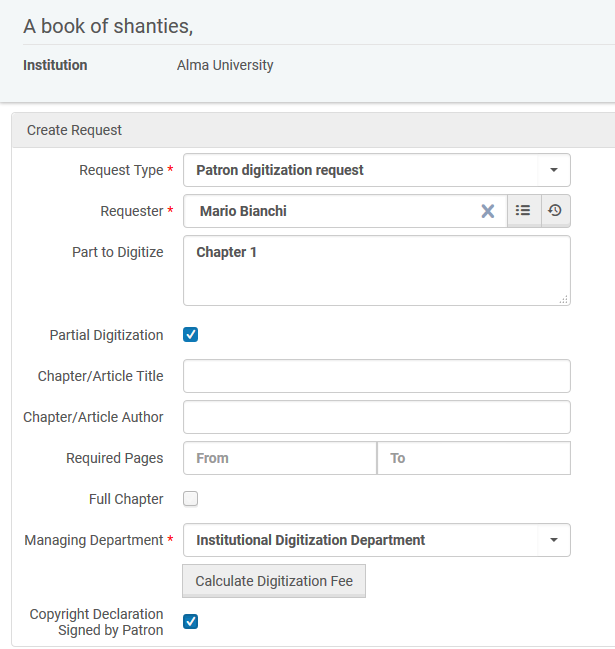 A book of shanties,
Institution Alma University
Create Request
Request Type * Patron digitization request
Requester * Mario Bianchi
Part to Digitize Chapter 1
Partial Digitization
Chapter/Article Title
Chapter/Article Author
Required Pages From To
Full Chapter
Managing Department * Institutional Digitization Department
Calculate Digitization Fee
Copyright Declaration
Signed by Patron